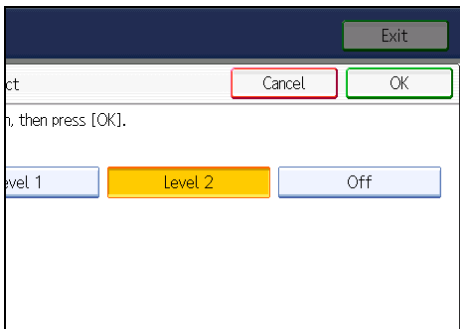 Exit
ct Cancel OK
n, then press [OK].
evel 1 Level 2 Off